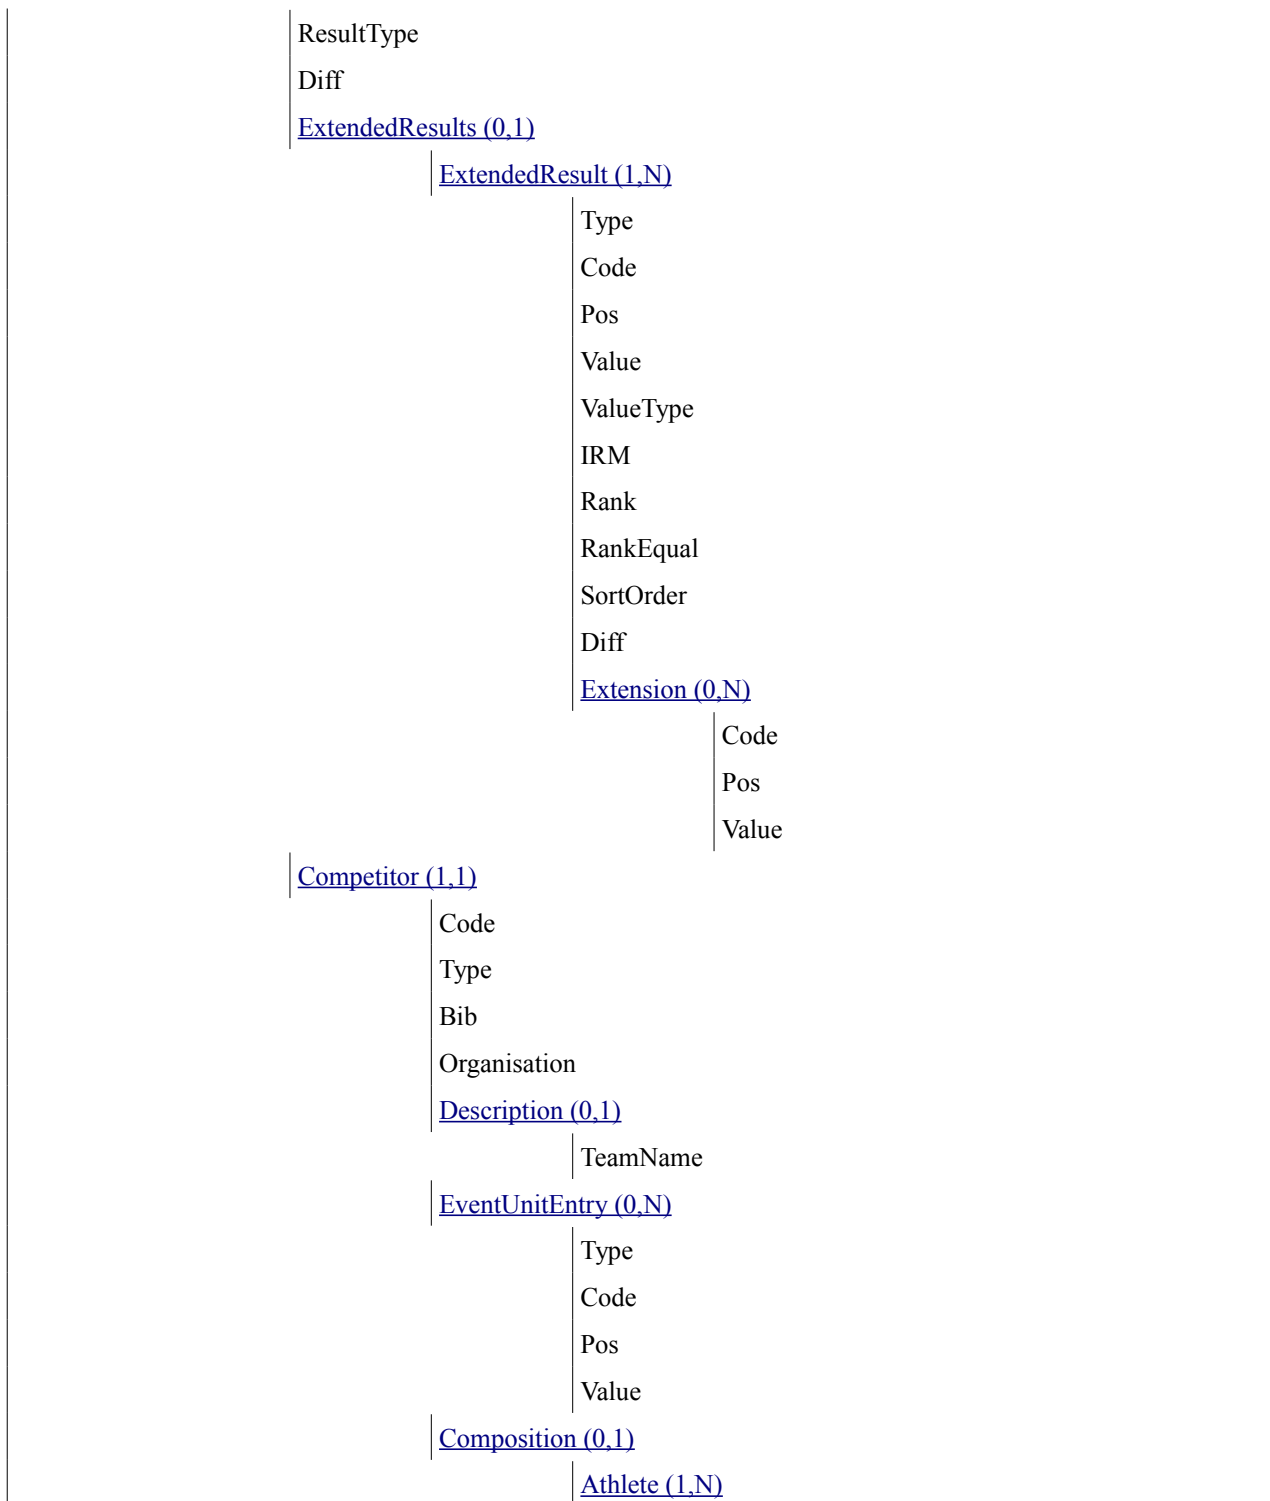 ResultType
Diff
ExtendedResults (0,1)
ExtendedResult (1,N)
Type
Code
Pos
Value
ValueType
IRM
Rank
RankEqual
SortOrder
Diff
Extension (0,N)
Code
Pos
Value
Competitor (1,1)
Code
Type
Bib
Organisation
Description (0,1)
TeamName
EventUnitEntry (0,N)
Type
Code
Pos
Value
Composition (0,1)
Athlete (1,N)